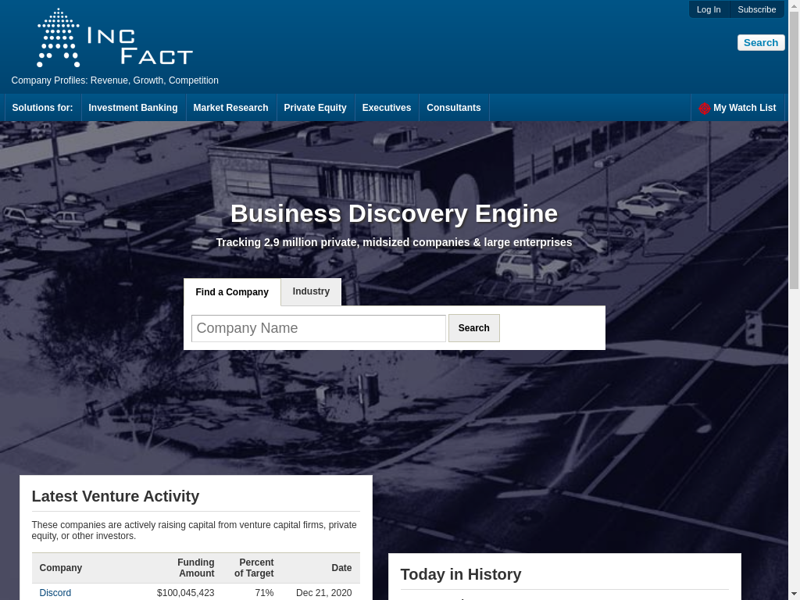 Log In Subscribe
INC FACT
Search
Company Profiles: Revenue, Growth, Competition
Solutions for: Investment Banking Market Research Private Equity Executives Consultants My Watch List
Business Discovery Engine
Tracking 2.9 million private, midsized companies & large enterprises
Find a Company Industry
Company Name Search
Latest Venture Activity
These companies are actively raising capital from venture capital firms, private
equity, or other investors.
Company Funding Amount Percent of Target Date
Discord $100,045,423 71% Dec 21, 2020
Today in History